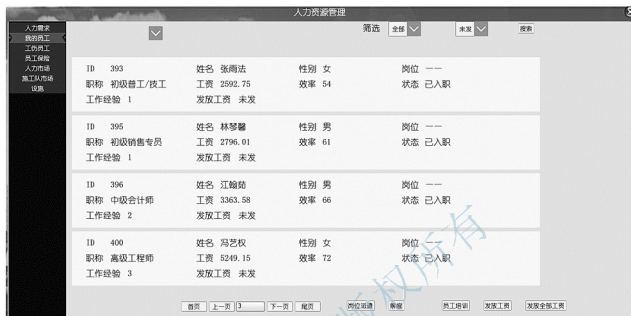 人力资源管理
人力需求
我的员工
工伤员工
员工保险
人力市场
施工队市场
设施
筛选 全部 未发 搜索
ID 393 姓名 张雨法 性别 女 岗位 ——
职称 初级普工/技工 工资 2592.75 效率 54 状态 已入职
工作经验 1 发放工资 未发
ID 395 姓名 林琴馨 性别 男 岗位 ——
职称 初级销售专员 工资 2796.01 效率 61 状态 已入职
工作经验 1 发放工资 未发
ID 396 姓名 江翰茹 性别 男 岗位 ——
职称 中级会计师 工资 3363.58 效率 66 状态 已入职
工作经验 2 发放工资 未发
ID 400 姓名 冯艺权 性别 女 岗位 ——
职称 高级工程师 工资 5249.15 效率 72 状态 已入职
工作经验 3 发放工资 未发
首页 上一页 3 下一页 尾页 岗位派遣 解雇 员工培训 发放工资 发放全部工资
版权所有